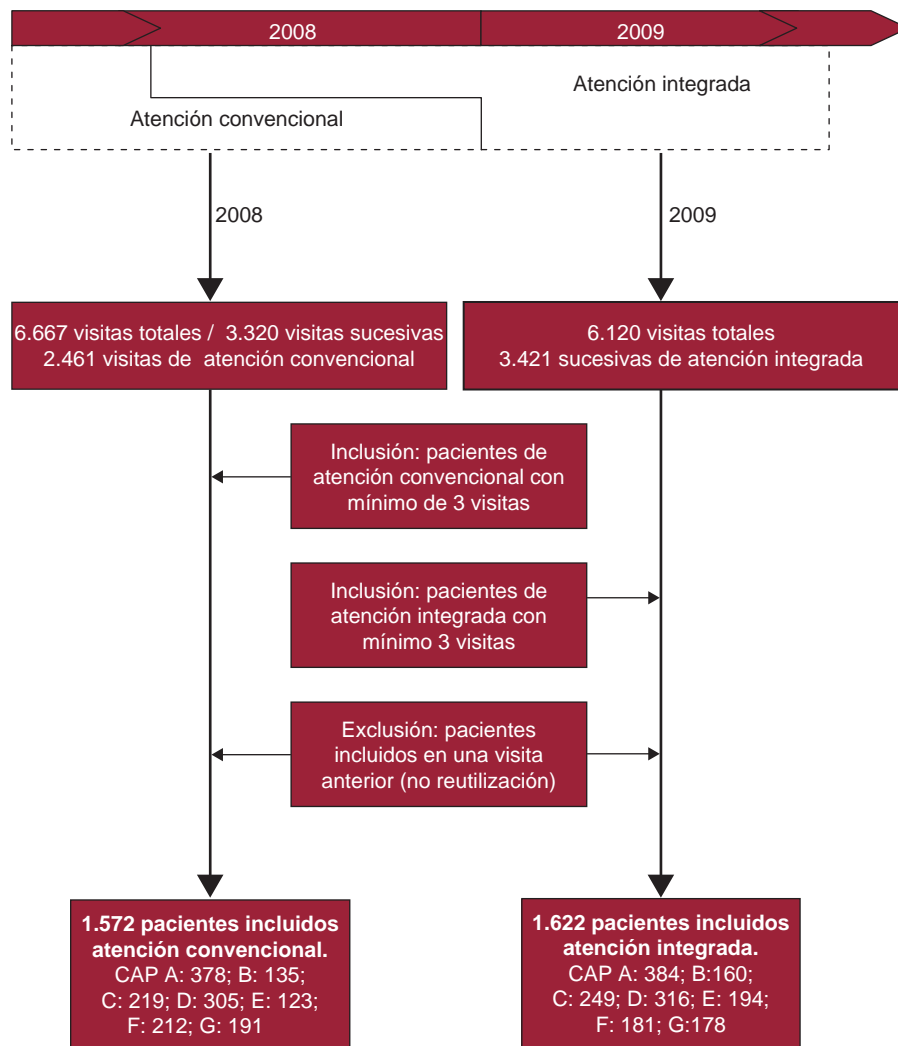 2008
2009
Atención integrada
Atención convencional
2008
2009
6.667 visitas totales / 3.320 visitas sucesivas
2.461 visitas de atención convencional
6.120 visitas totales
3.421 sucesivas de atención integrada
Inclusión: pacientes de
atención convencional con
mínimo de 3 visitas
Inclusión: pacientes de
atención integrada con
mínimo 3 visitas
Exclusión: pacientes
incluidos en una visita
anterior (no reutilización)
1.572 pacientes incluidos
atención convencional.
CAP A: 378; B: 135;
C: 219; D: 305; E: 123;
F: 212; G: 191
1.622 pacientes incluidos
atención integrada.
CAP A: 384; B:160;
C: 249; D: 316; E: 194;
F: 181; G:178